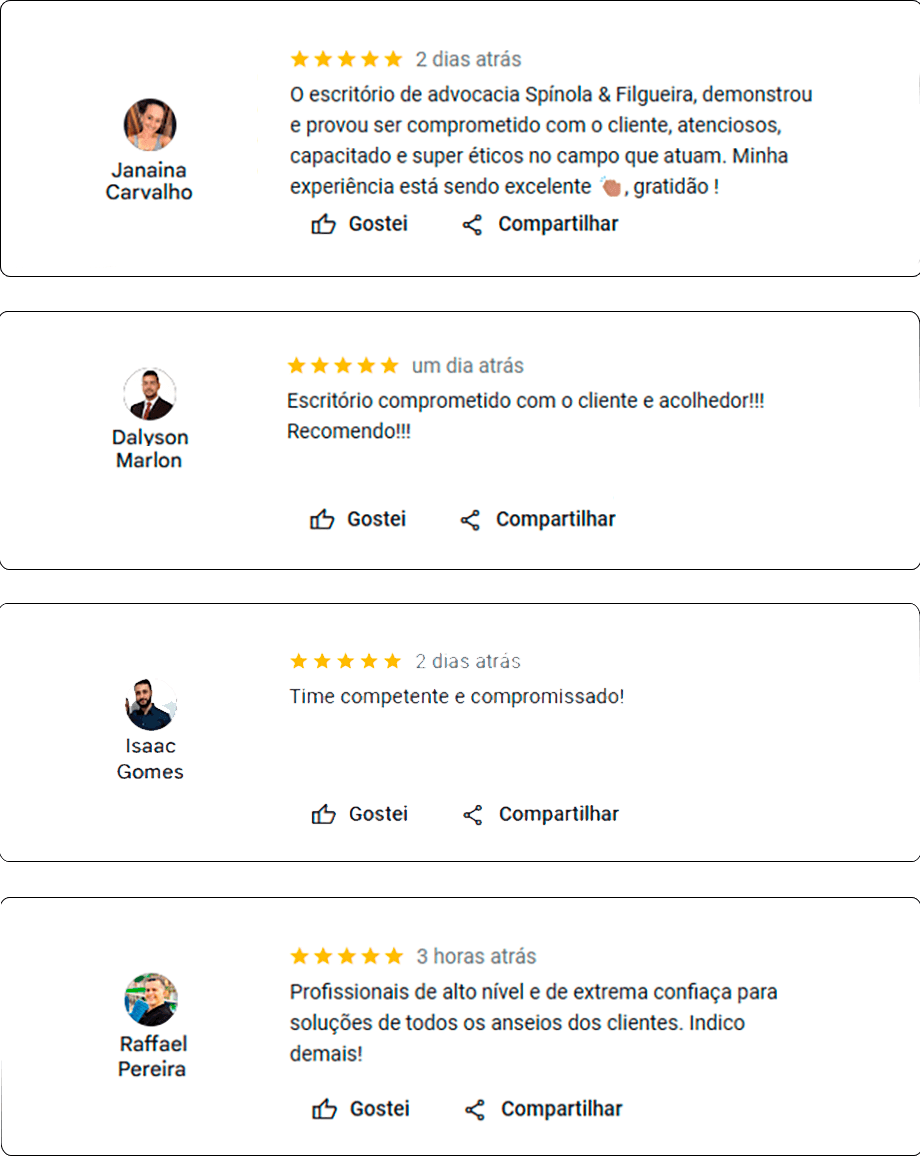 2 dias atrás
O escritório de advocacia Spínola & Filgueira, demonstrou
e provou ser comprometido com o cliente, atenciosos,
capacitado e super éticos no campo que atuam. Minha
experiência está sendo excelente 👏🏽, gratidão !
Janaina
Carvalho
Gostei Compartilhar
um dia atrás
Escritório comprometido com o cliente e acolhedor!!!
Recomendo!!!
Dalyson
Marlon
Gostei Compartilhar
2 dias atrás
Time competente e compromissado!
Isaac
Gomes
Gostei Compartilhar
3 horas atrás
Profissionais de alto nível e de extrema confiaça para
soluções de todos os anseios dos clientes. Indico
demais!
Raffael
Pereira
Gostei Compartilhar